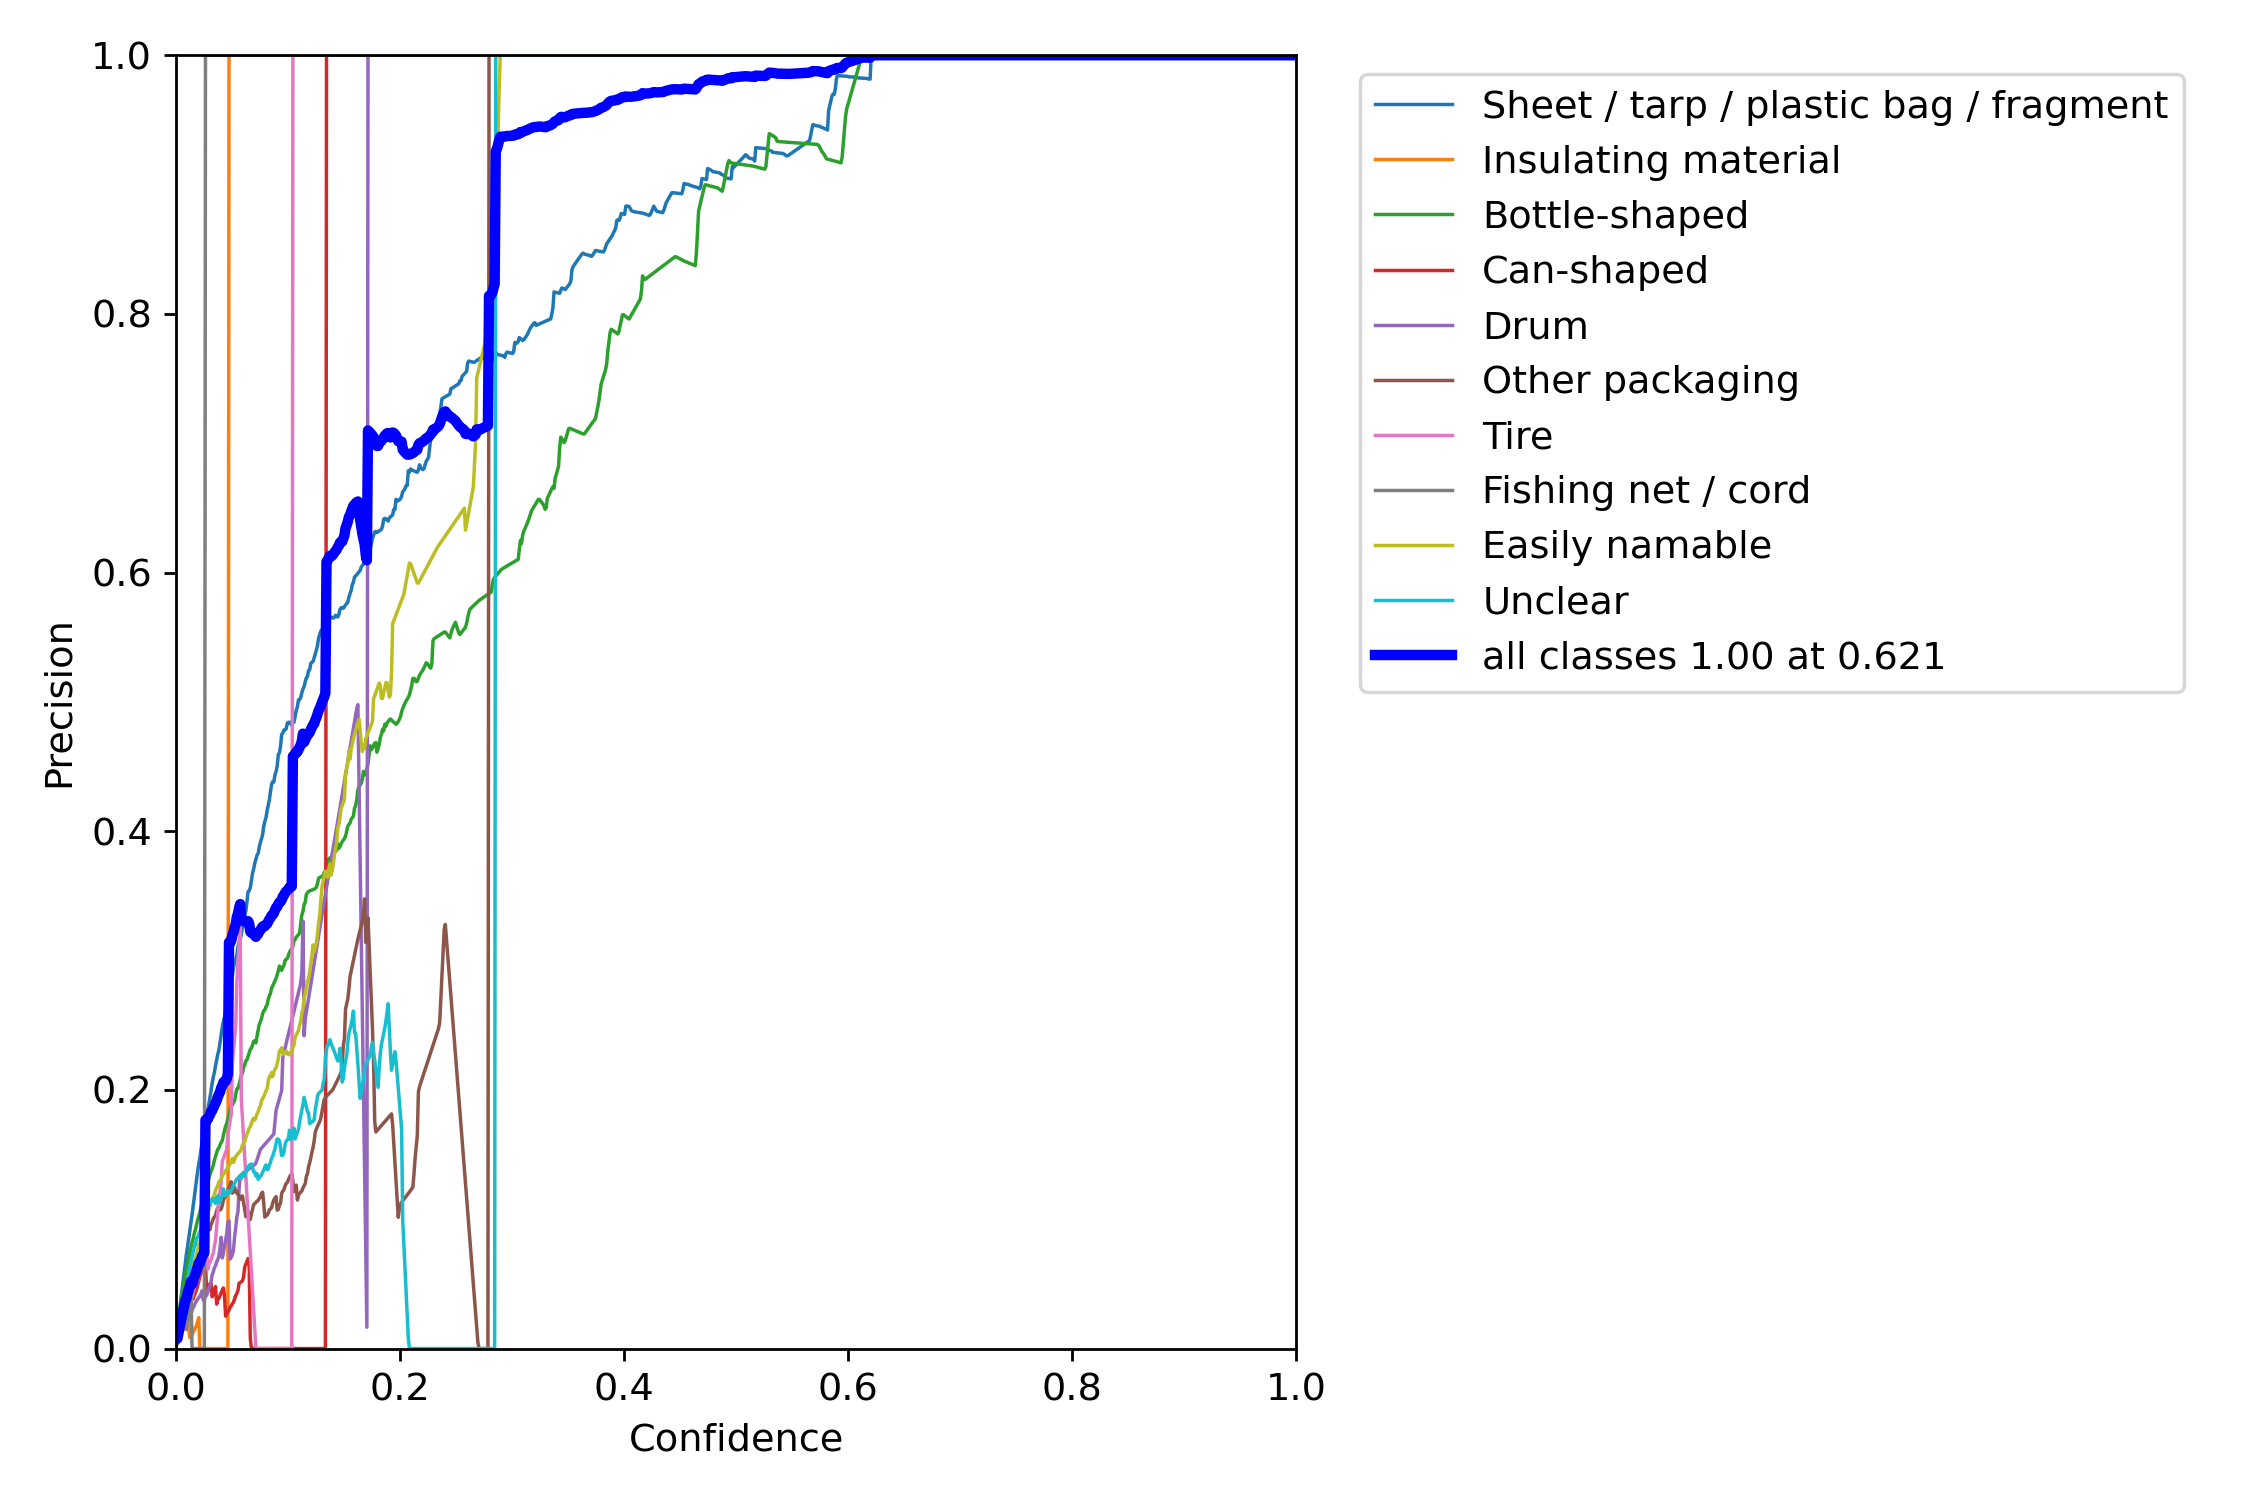 1.0
0.8
0.6
0.4
0.2
0.0
0.0 0.2 0.4 0.6 0.8 1.0
Precision
Confidence
Sheet / tarp / plastic bag / fragment
Insulating material
Bottle-shaped
Can-shaped
Drum
Other packaging
Tire
Fishing net / cord
Easily namable
Unclear
all classes 1.00 at 0.621